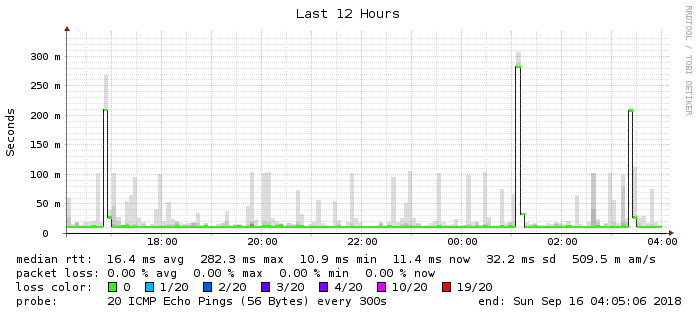 Last 12 Hours
RRDTOOL / TOBI OETIKER
Seconds
300 m
250 m
200 m
150 m
100 m
50 m
0
18:00 20:00 22:00 00:00 02:00 04:00
median rtt: 16.4 ms avg 282.3 ms max 10.9 ms min 11.4 ms now 32.2 ms sd 509.5 m am/s
packet loss: 0.00 % avg 0.00 % max 0.00 % min 0.00 % now
loss color: 0 1/20 2/20 3/20 4/20 10/20 19/20
probe: 20 ICMP Echo Pings (56 Bytes) every 300s end: Sun Sep 16 04:05:06 2018